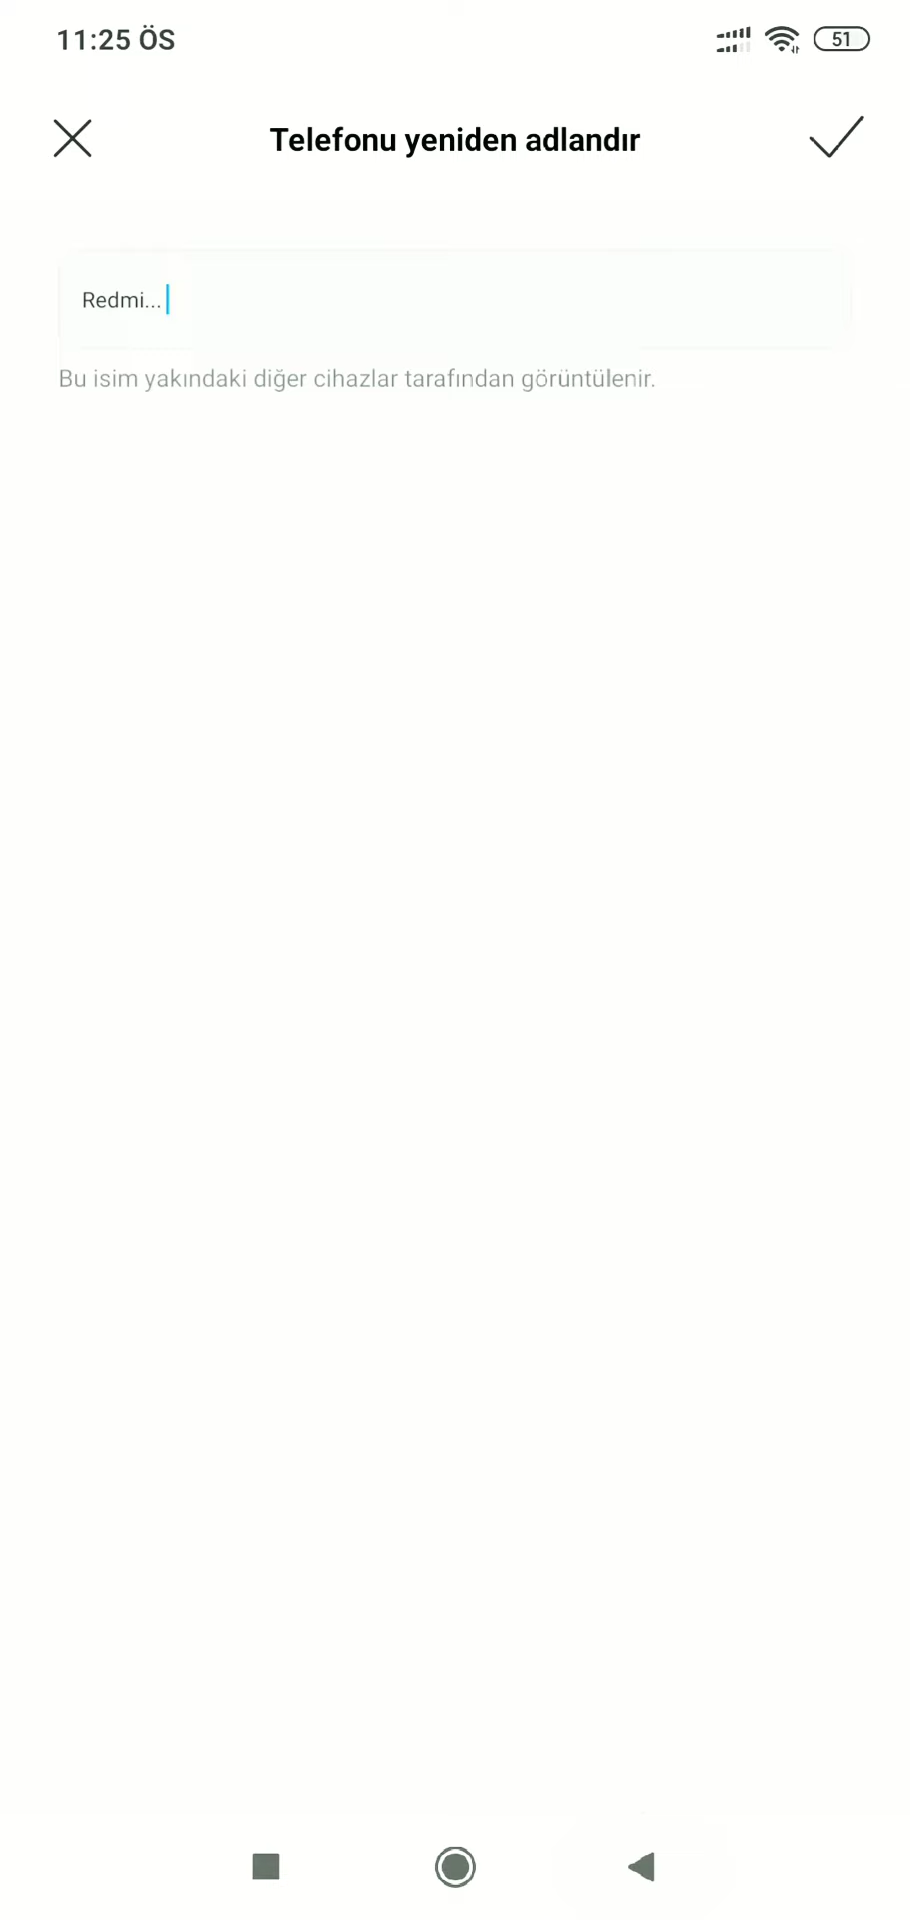 11:25 ÖS
51
Telefonu yeniden adlandır
Redmi...
Bu isim yakındaki diğer cihazlar tarafından görüntülenir.